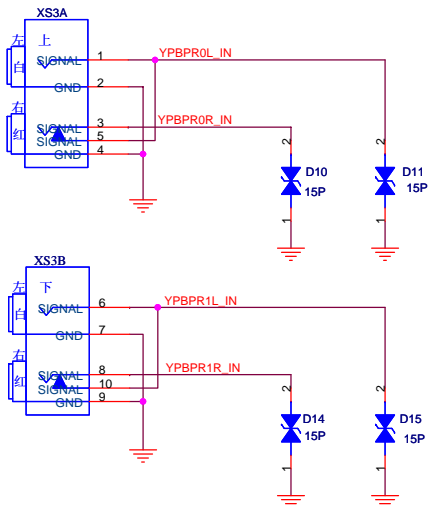 XS3A
左 上
白 SIGNAL 1 YPBPR0L_IN
GND 2
右
红 SIGNAL 3 YPBPR0R_IN
SIGNAL 5
GND 4
2 2
D10 D11
15P 15P
1 1
XS3B
左 下
白 SIGNAL 6 YPBPR1L_IN
GND 7
右
红 SIGNAL 8 YPBPR1R_IN
SIGNAL 10
GND 9
2 2
D14 D15
15P 15P
1 1